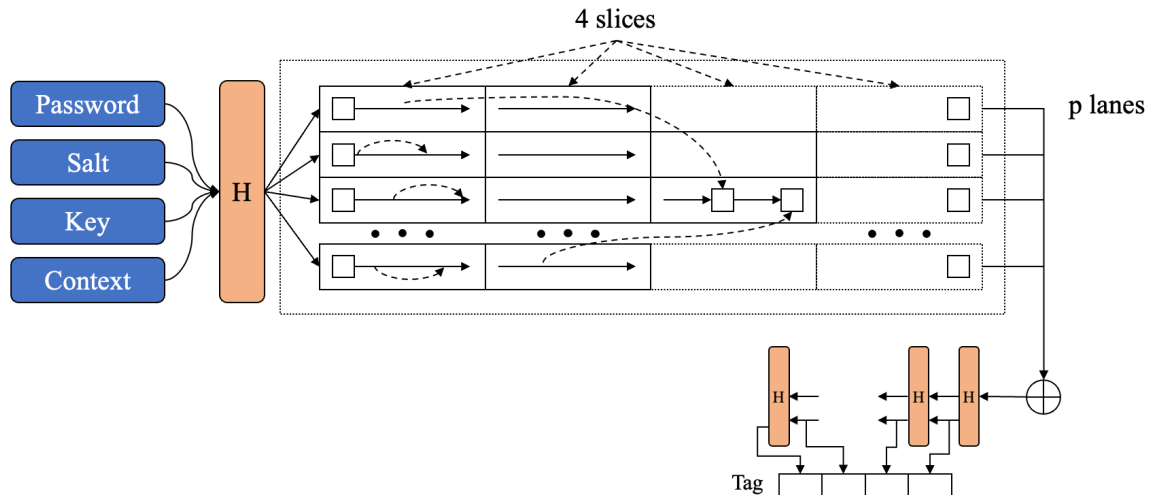 4 slices
Password
Salt
Key
Context
H
p lanes
H
H
H
Tag